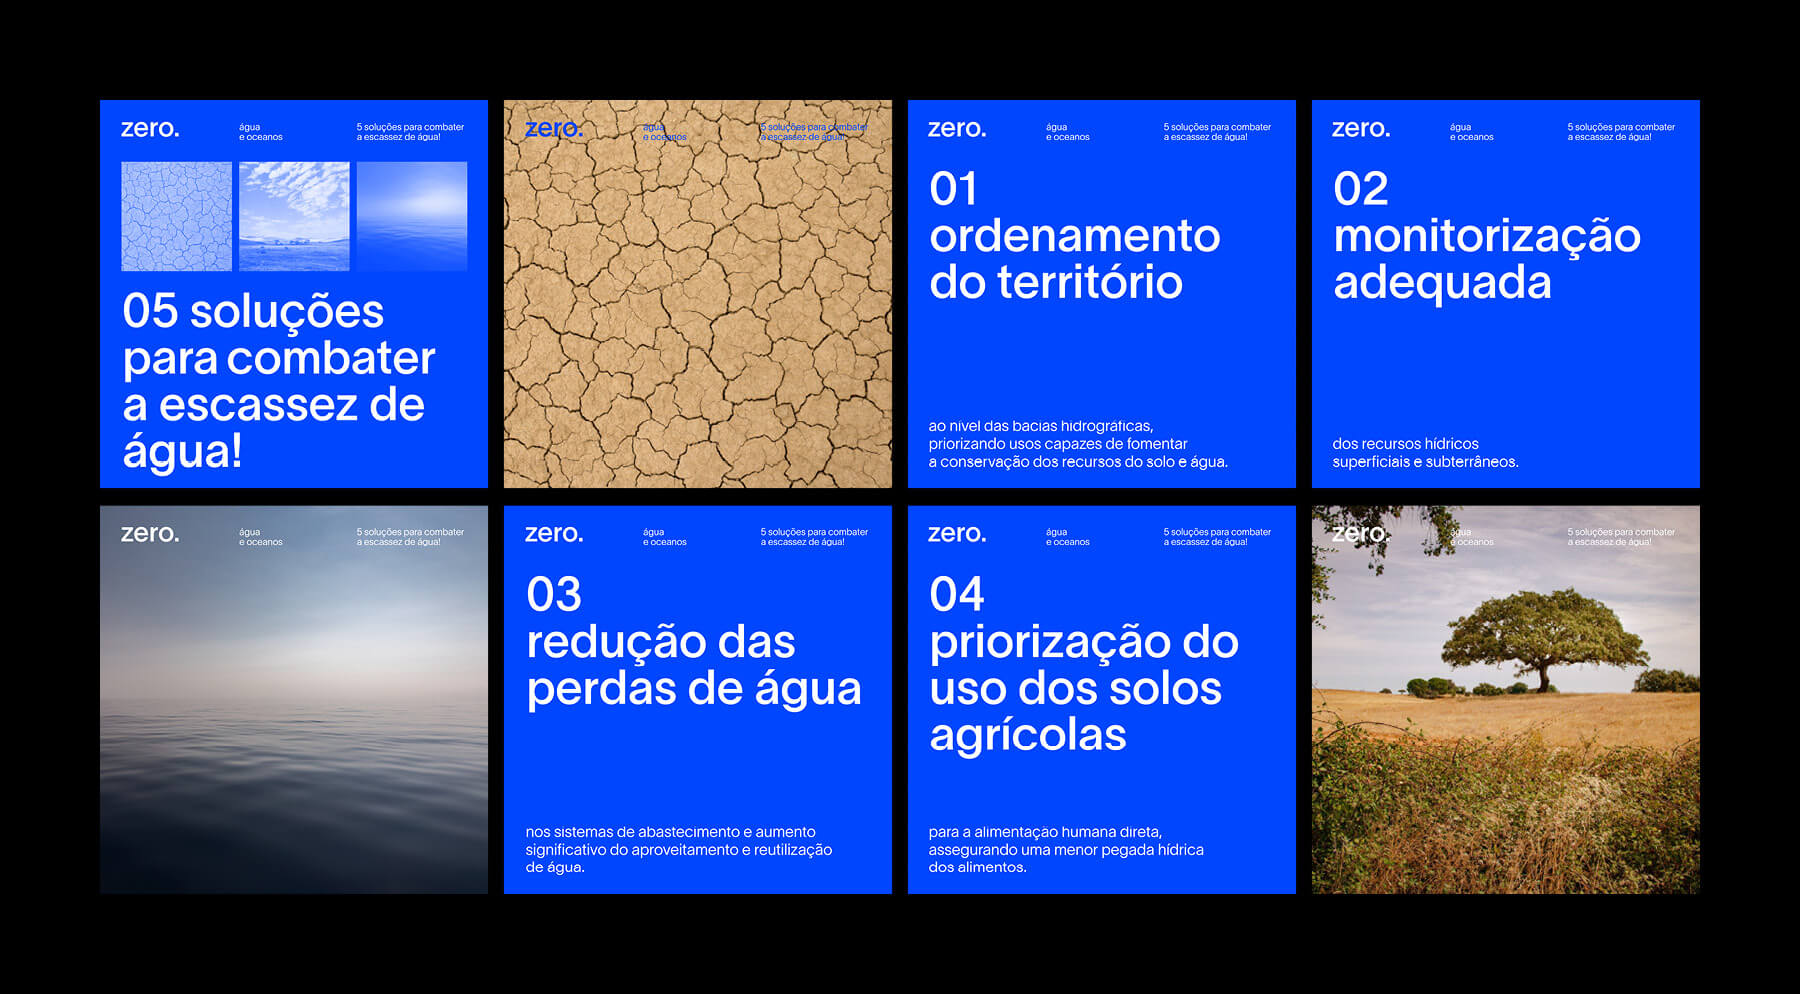 zero.
água
e oceanos
5 soluções para combater
a escassez de água!
05 soluções
para combater
a escassez de
água!
zero.
água
e oceanos
5 soluções para combater
a escassez de água!
zero.
água
e oceanos
5 soluções para combater
a escassez de água!
01
ordenamento
do território
ao nível das bacias hidrográficas,
priorizando usos capazes de fomentar
a conservação dos recursos do solo e água.
zero.
água
e oceanos
5 soluções para combater
a escassez de água!
02
monitorização
adequada
dos recursos hídricos
superficiais e subterrâneos.
zero.
água
e oceanos
5 soluções para combater
a escassez de água!
zero.
água
e oceanos
5 soluções para combater
a escassez de água!
03
redução das
perdas de água
nos sistemas de abastecimento e aumento
significativo do aproveitamento e reutilização
de água.
zero.
água
e oceanos
5 soluções para combater
a escassez de água!
04
priorização do
uso dos solos
agrícolas
para a alimentação humana direta,
assegurando uma menor pegada hídrica
dos alimentos.
zero.
água
e oceanos
5 soluções para combater
a escassez de água!